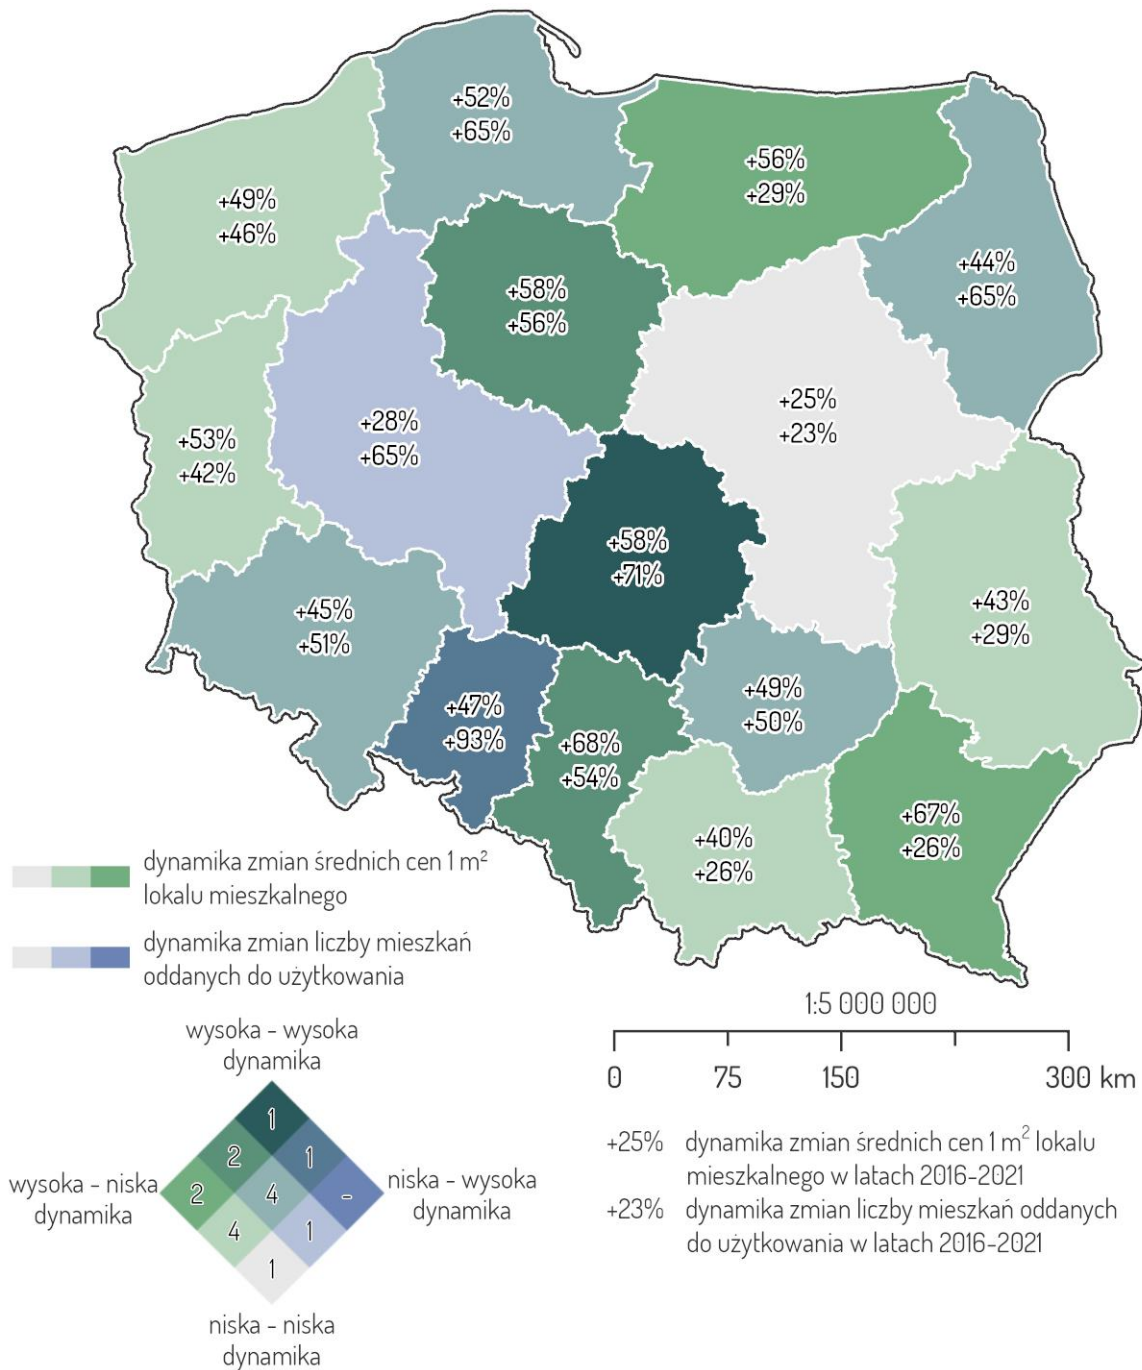 +52%
+65%
+56%
+29%
+49%
+46%
+44%
+65%
+58%
+56%
+25%
+23%
+28%
+65%
+53%
+42%
+58%
+71%
+45%
+51%
+43%
+29%
+47%
+93%
+49%
+50%
+68%
+54%
+67%
+26%
+40%
+26%
dynamika zmian średnich cen 1 m²
lokalu mieszkalnego
dynamika zmian liczby mieszkań
oddanych do użytkowania
1:5 000 000
0 75 150 300 km
wysoka - wysoka
dynamika
wysoka - niska
dynamika
niska - wysoka
dynamika
niska - niska
dynamika
1
2 1
2 4 -
4 1
1
+25% dynamika zmian średnich cen 1 m² lokalu
mieszkalnego w latach 2016-2021
+23% dynamika zmian liczby mieszkań oddanych
do użytkowania w latach 2016-2021